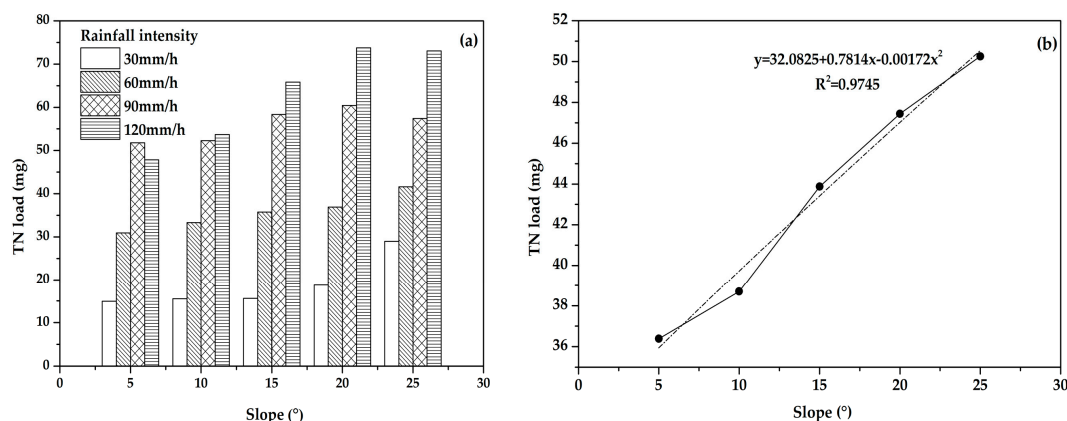 Rainfall intensity
30mm/h
60mm/h
90mm/h
120mm/h
(a)
80
70
60
50
40
30
20
10
0
TN load (mg)
0 5 10 15 20 25 30
Slope (°)
(b)
y=32.0825+0.7814x-0.00172x²
R²=0.9745
52
50
48
46
44
42
40
38
36
TN load (mg)
0 5 10 15 20 25 30
Slope (°)